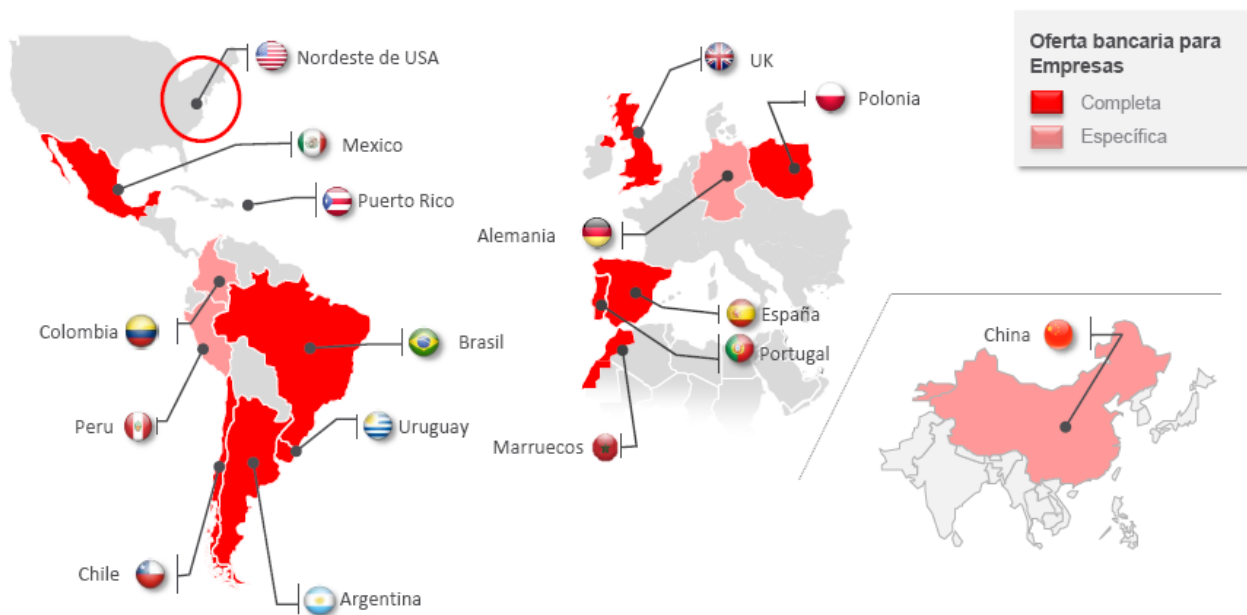 Nordeste de USA
Mexico
Puerto Rico
Colombia
Brasil
Peru
Uruguay
Chile
Argentina
UK
Polonia
Alemania
España
Portugal
Marruecos
China
Oferta bancaria para
Empresas
Completa
Específica